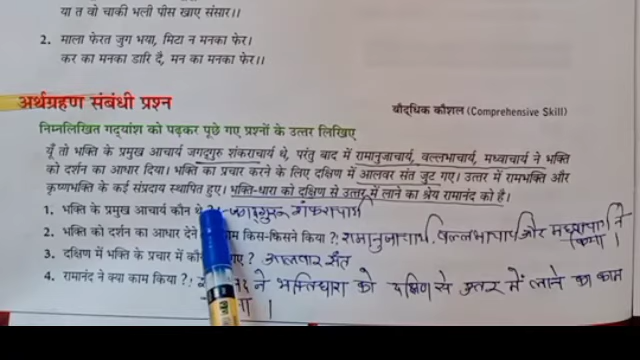 या त वो चाकी भली पीस खाए संसार।।
2. माला फेरत जुग भया, मिटा न मनका फेर।
कर का मनका डारि दै, मन का मनका फेर।।
अर्थग्रहण संबंधी प्रश्न
बौद्धिक कौशल (Comprehensive Skill)
निम्नलिखित गद्यांश को पढ़कर पूछे गए प्रश्नों के उत्तर लिखिए
यूँ तो भक्ति के प्रमुख आचार्य जगद्गुरु शंकराचार्य थे, परंतु बाद में रामानुजाचार्य, वल्लभाचार्य, मध्वाचार्य ने भक्ति
को दर्शन का आधार दिया। भक्ति का प्रचार करने के लिए दक्षिण में आलवर संत जुट गए। उत्तर में रामभक्ति और
कृष्णभक्ति के कई संप्रदाय स्थापित हुए। भक्ति-धारा को दक्षिण से उत्तर में लाने का श्रेय रामानंद को है।
1. भक्ति के प्रमुख आचार्य कौन थे जगद्गुरु शंकराचार्य
2. भक्ति को दर्शन का आधार देने काम किस-किसने किया? रामानुजाचार्य, वल्लभाचार्य और मध्वाचार्य ने
किया।
3. दक्षिण में भक्ति के प्रचार में कौन गए? आलवार संत
4. रामानंद ने क्या काम किया? ने भक्तिधारा को दक्षिण से उत्तर में लाने का काम